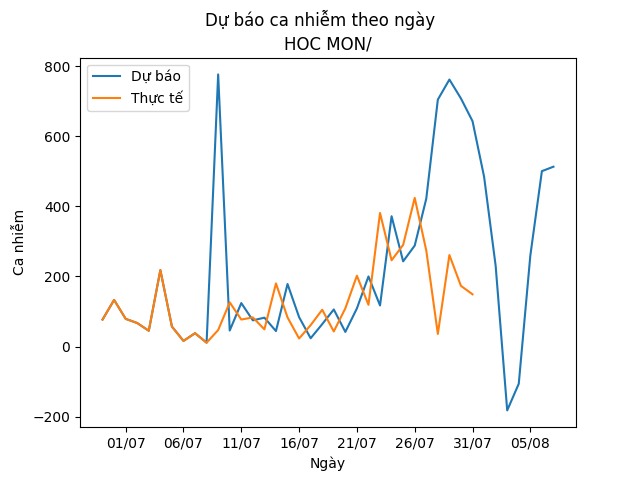 Dự báo ca nhiễm theo ngày
HOC MON/
Dự báo
Thực tế
800
600
400
200
0
−200
Ca nhiễm
01/07 06/07 11/07 16/07 21/07 26/07 31/07 05/08
Ngày